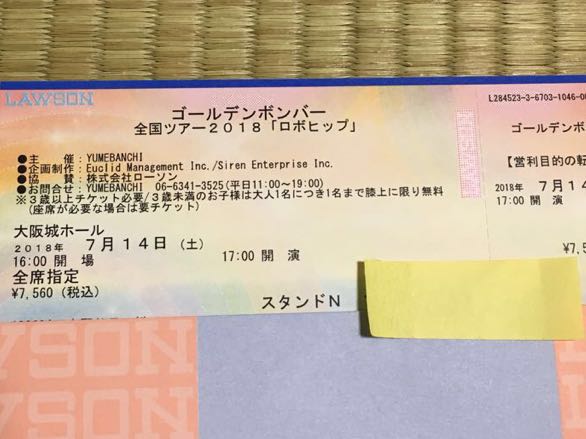 LAWSON
L284523-3-6703-1046-00
ゴールデンボンバー
全国ツアー2018「ロボヒップ」
ゴールデンボ
●主 催:YUMEBANCHI
●企画制作:Euclid Management Inc./Siren Enterprise Inc.
●協 賛:株式会社ローソン
●お問合せ:YUMEBANCHI 06-6341-3525(平日11:00~19:00)
※3歳以上チケット必要/3歳未満のお子様は大人1名につき1名まで膝上に限り無料
(座席が必要な場合は要チケット)
【営利目的の転
大阪城ホール
2018年 7月14日(土)
16:00 開 場 17:00 開 演
2018年 7月14
17:00 開 演
全席指定
¥7,560(税込)
スタンドN
WSON
LAWSON
WSON